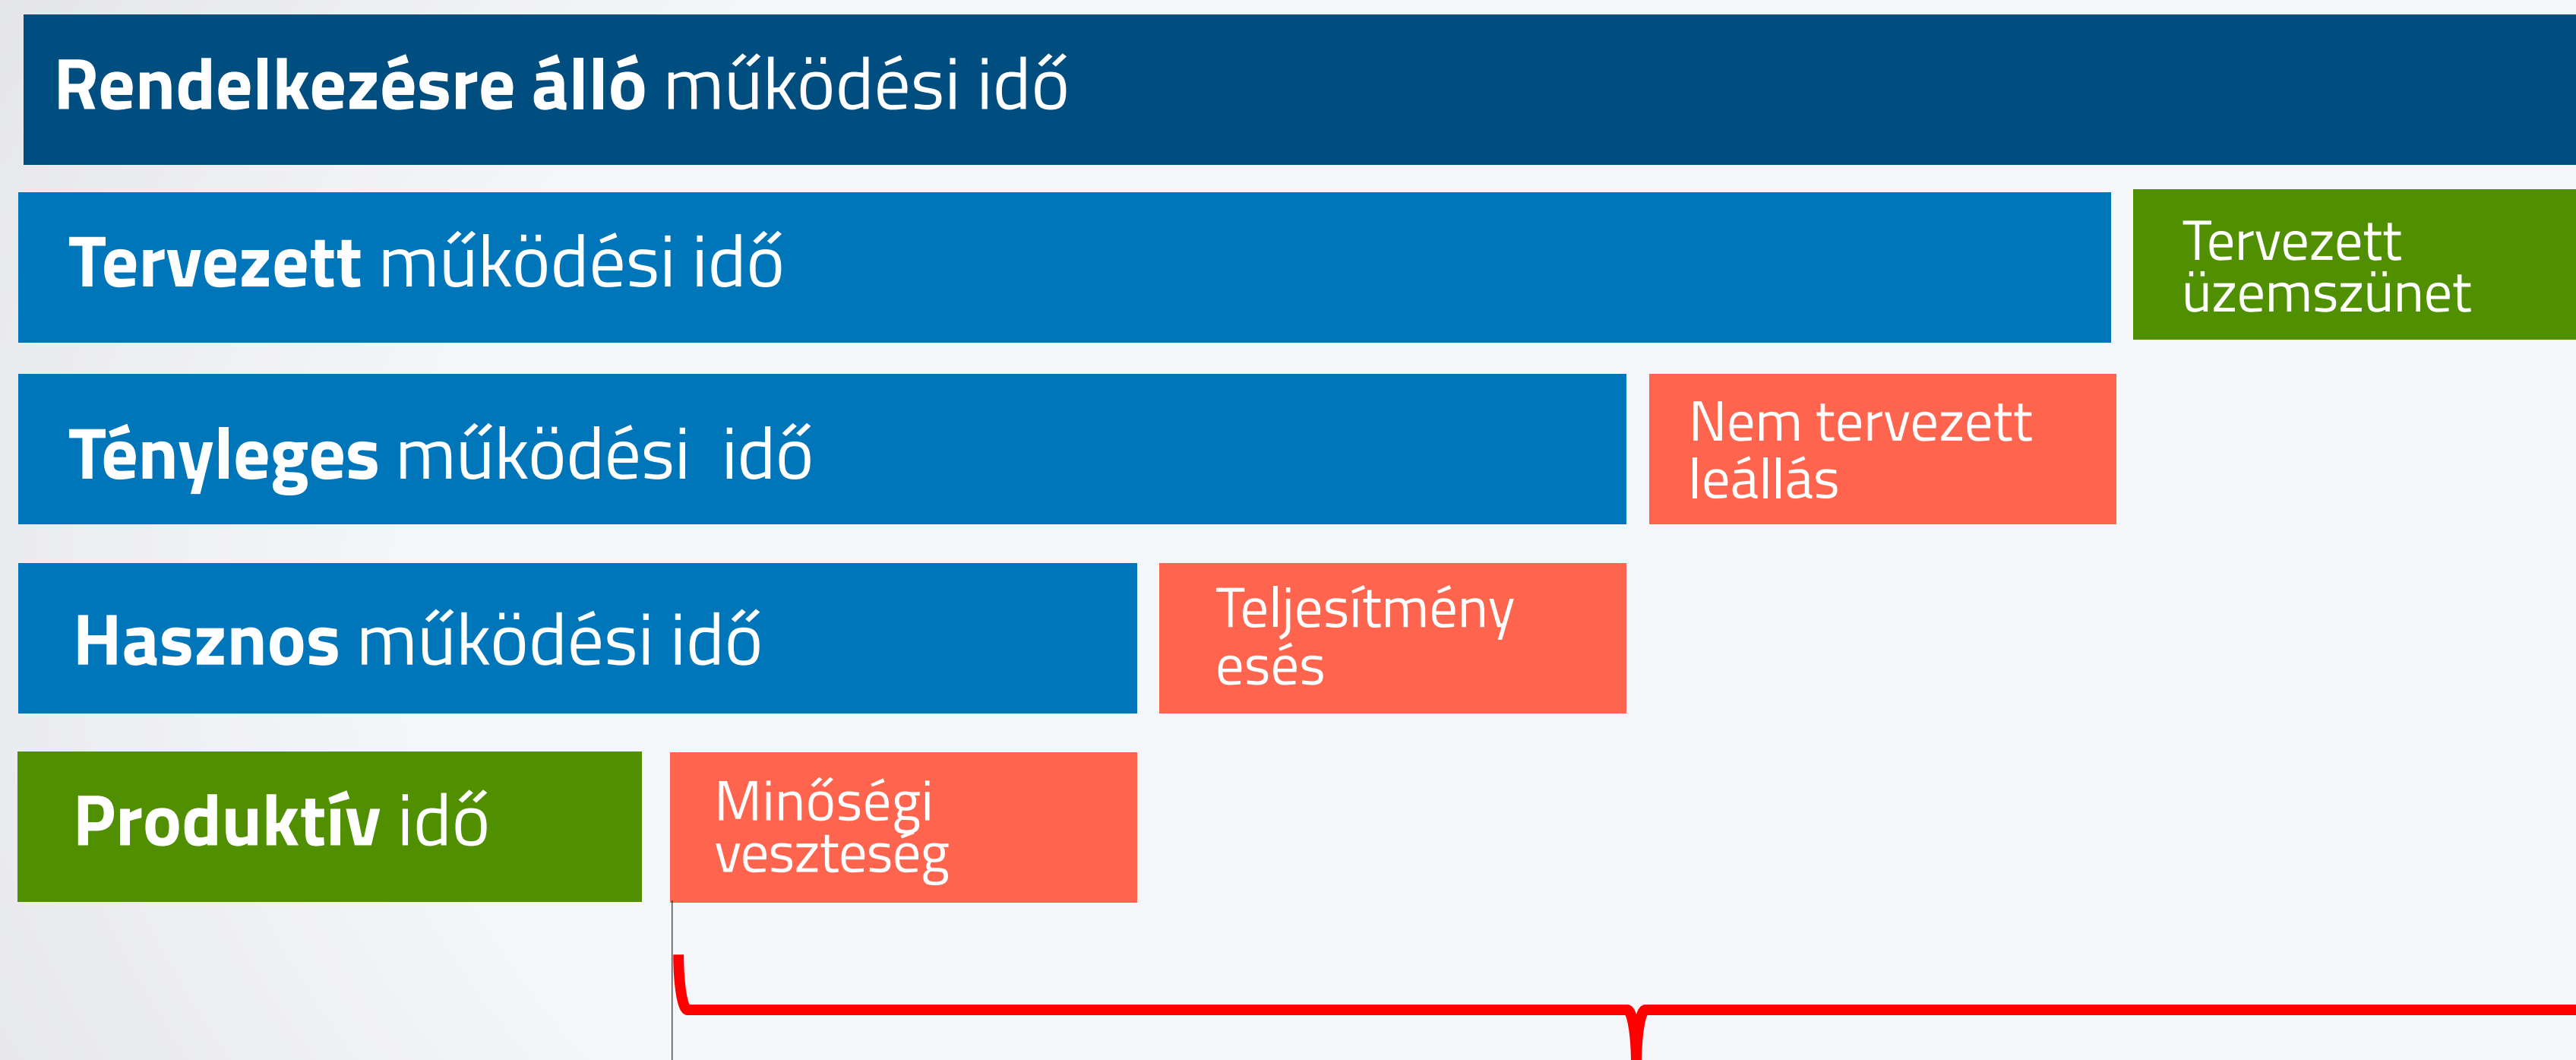 Rendelkezésre álló működési idő
Tervezett működési idő
Tervezett
üzemszünet
Tényleges működési  idő
Nem tervezett
leállás
Hasznos működési idő
Teljesítmény
esés
Produktív idő
Minőségi
veszteség